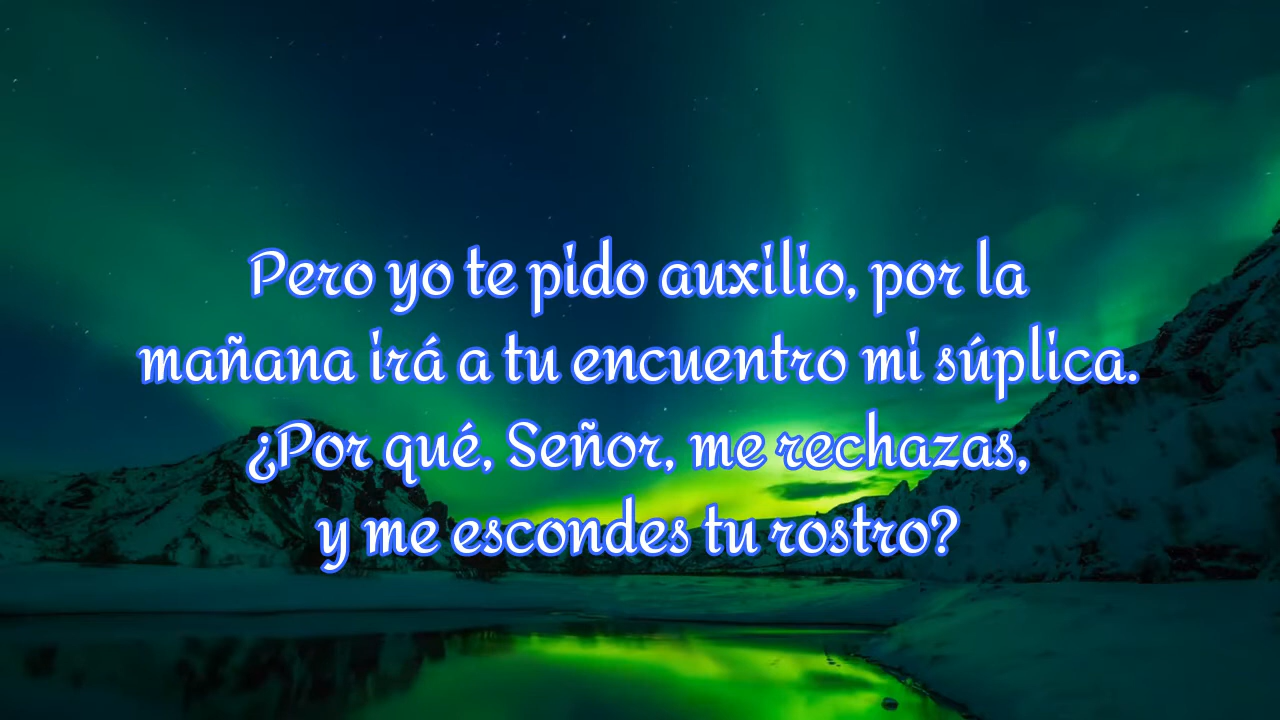 Pero yo te pido auxilio, por la
mañana irá a tu encuentro mi súplica.
¿Por qué, Señor, me rechazas,
y me escondes tu rostro?